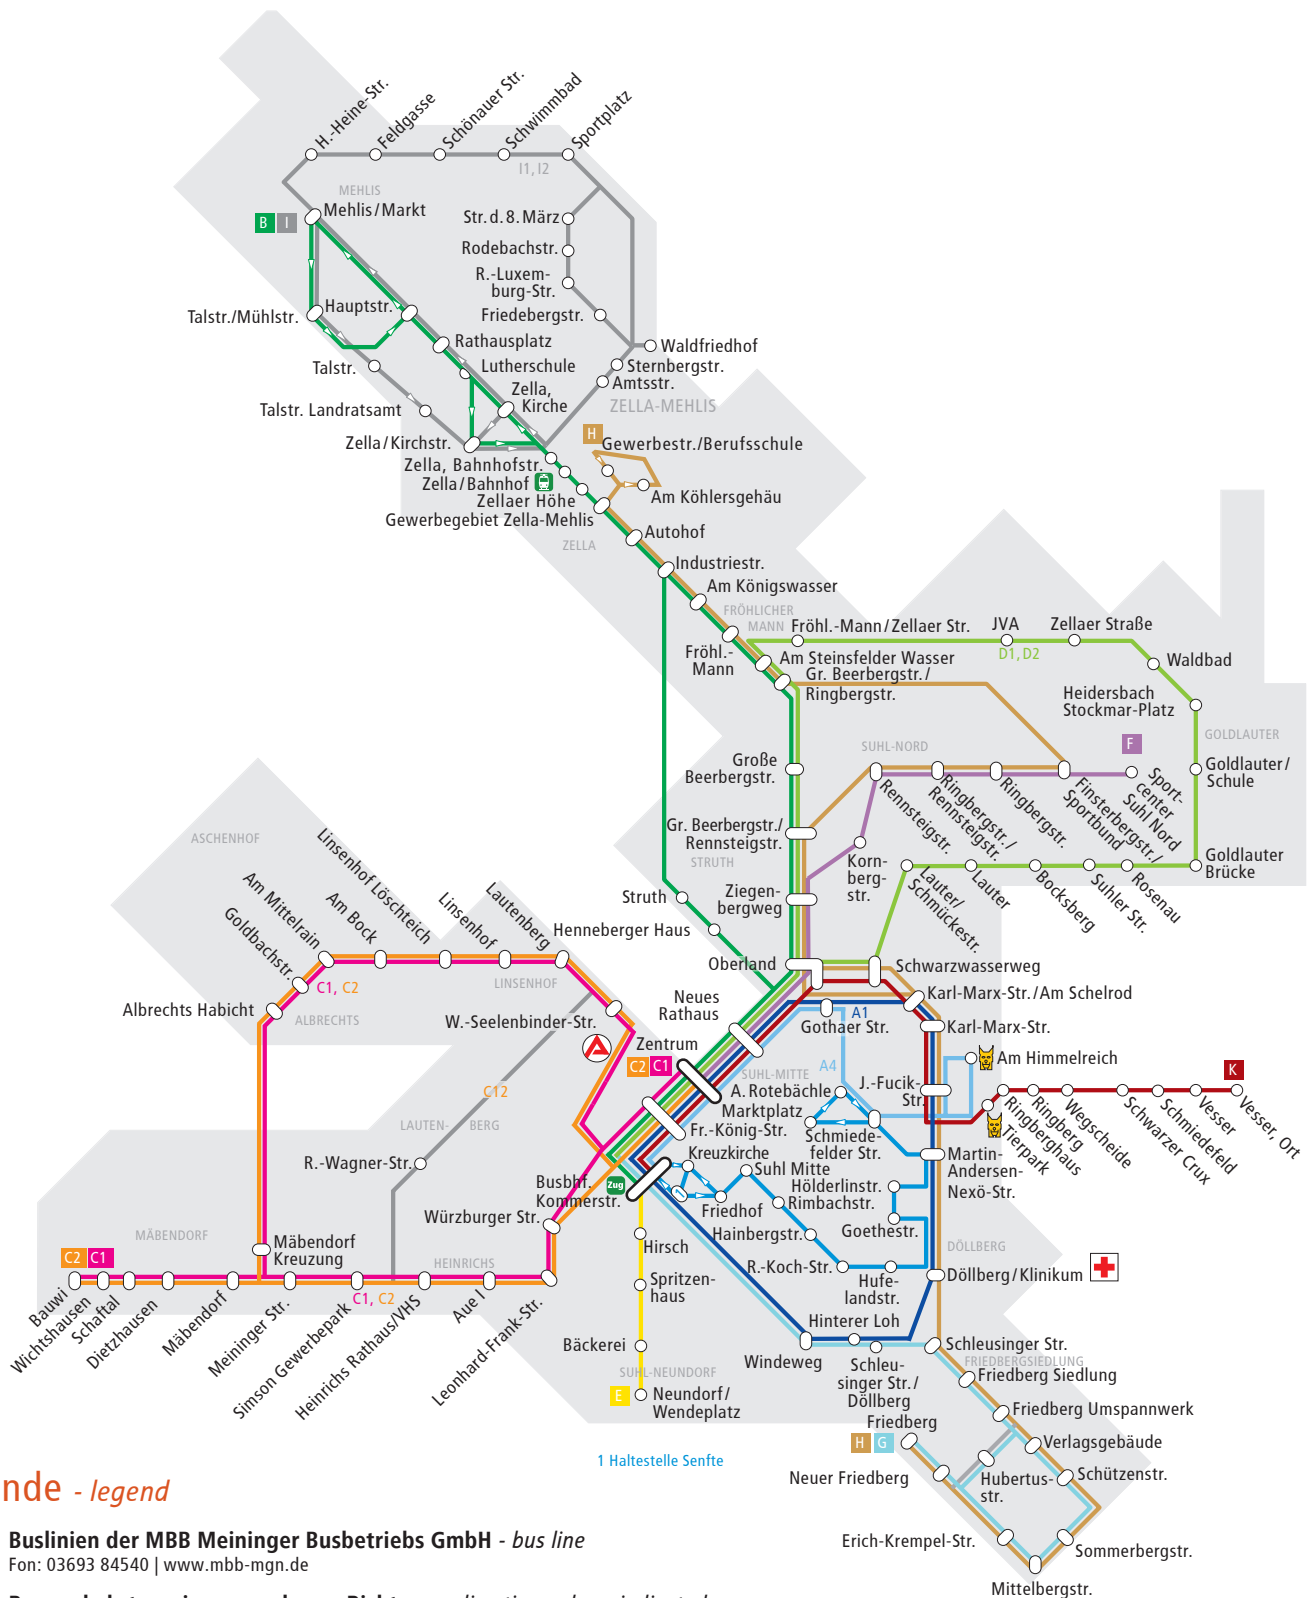 H.-Heine-Str.
Feldgasse
Schönauer Str.
Schwimmbad
Sportplatz
I1, I2
MEHLIS
B I
Mehlis/Markt
Str. d. 8. März
Rodebachstr.
R.-Luxem-
burg-Str.
Friedebergstr.
Talstr./Mühlstr.
Hauptstr.
Rathausplatz
Waldfriedhof
Talstr.
Lutherschule
Sternbergstr.
Amtsstr.
Zella,
Kirche
ZELLA-MEHLIS
Talstr. Landratsamt
H
Zella/Kirchstr.
Gewerbestr./Berufsschule
Zella, Bahnhofstr.
Zella/Bahnhof
Zellaer Höhe
Am Köhlersgehäu
Gewerbegebiet Zella-Mehlis
Autohof
ZELLA
Industriestr.
Am Königswasser
FRÖHLICHER
MANN
Fröhl.-Mann/Zellaer Str.
JVA
Zellaer Straße
D1, D2
Fröhl.-
Mann
Am Steinsfelder Wasser
Gr. Beerbergstr./
Ringbergstr.
Waldbad
Heidersbach
Stockmar-Platz
GOLDLAUTER
SUHL-NORD
F
Große
Beerbergstr.
Goldlauter/
Schule
Rennsteigstr.
Ringbergstr./
Rennsteigstr.
Ringbergstr.
Finsterbergstr./
Sportbund
Sport-
center
Suhl Nord
Gr. Beerbergstr./
Rennsteigstr.
STRUTH
Korn-
berg-
str.
Goldlauter
Brücke
Lauter/
Schmückestr.
Lauter
Bocksberg
Suhler Str.
Rosenau
Ziegen-
bergweg
Struth
Henneberger Haus
Oberland
Schwarzwasserweg
ASCHENHOF
Linsenhof Löschteich
Am Mittelrain
Am Bock
Linsenhof
Lautenberg
Goldbachstr.
C1, C2
LINSENHOF
Albrechts Habicht
ALBRECHTS
W.-Seelenbinder-Str.
Neues
Rathaus
Karl-Marx-Str./Am Schelrod
A1
Gothaer Str.
Karl-Marx-Str.
Zentrum
C2 C1
SUHL-MITTE
A4
Am Himmelreich
K
C12
A. Rotebächle
J.-Fucik-
Str.
Marktplatz
Fr.-König-Str.
Schmiede-
felder Str.
Tierpark
Ringberghaus
Ringberg
Wegscheide
Schwarzer Crux
Schmiedefeld
Vesser
Vesser, Ort
LAUTEN-
BERG
R.-Wagner-Str.
Kreuzkirche
Suhl Mitte
Martin-
Andersen-
Nexö-Str.
Busbhf.
Kommerstr.
Zug
1
Hölderlinstr.
Rimbachstr.
Friedhof
Würzburger Str.
Hainbergstr.
Goethestr.
MÄBENDORF
Mäbendorf
Kreuzung
Hirsch
DÖLLBERG
C2 C1
HEINRICHS
R.-Koch-Str.
Hufe-
landstr.
Döllberg/Klinikum
Spritzen-
haus
Bauwi
Wichtshausen
Schaftal
Dietzhausen
Mäbendorf
Meininger Str.
Simson Gewerbepark
C1, C2
Heinrichs Rathaus/VHS
Aue I
Leonhard-Frank-Str.
Bäckerei
Hinterer Loh
Schleusinger Str.
Windeweg
FRIEDBERGSIEDLUNG
SUHL-NEUNDORF
Schleu-
singer Str./
Döllberg
Friedberg Siedlung
E
Neundorf/
Wendeplatz
Friedberg Umspannwerk
Friedberg
H G
Verlagsgebäude
1 Haltestelle Senfte
Neuer Friedberg
Hubertus-
str.
Schützenstr.
nde - legend
Buslinien der MBB Meininger Busbetriebs GmbH - bus line
Erich-Krempel-Str.
Sommerbergstr.
Fon: 03693 84540 | www.mbb-mgn.de
Mittelbergstr.